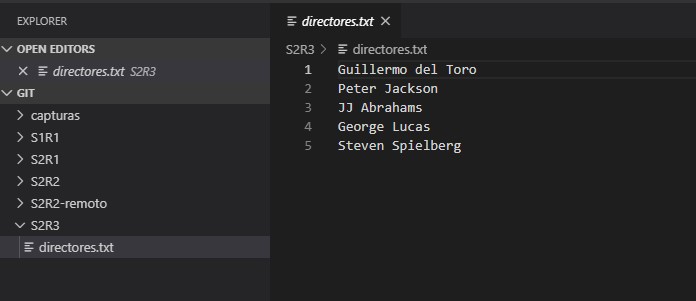 EXPLORER
OPEN EDITORS
directores.txt S2R3
GIT
capturas
S1R1
S2R1
S2R2
S2R2-remoto
S2R3
directores.txt
directores.txt
S2R3 > directores.txt
1 Guillermo del Toro
2 Peter Jackson
3 JJ Abrahams
4 George Lucas
5 Steven Spielberg